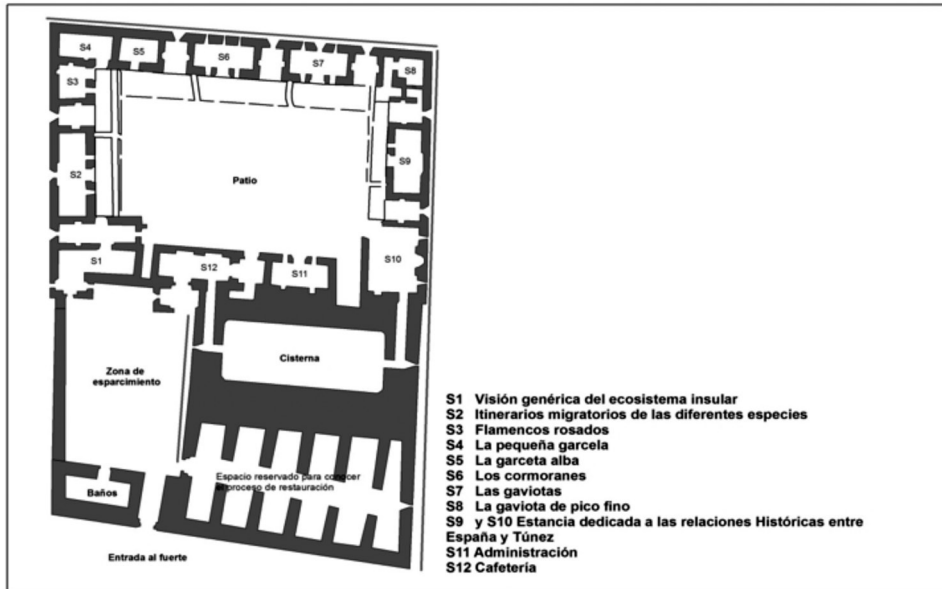 S4
S5
S6
S7
S8
S3
S9
S2
Patio
S1
S12
S11
S10
Cisterna
Zona de
esparcimiento
Espacio reservado para conocer
el proceso de restauración
Baños
Entrada al fuerte
S1 Visión genérica del ecosistema insular
S2 Itinerarios migratorios de las diferentes especies
S3 Flamencos rosados
S4 La pequeña garcela
S5 La garceta alba
S6 Los cormoranes
S7 Las gaviotas
S8 La gaviota de pico fino
S9 y S10 Estancia dedicada a las relaciones Históricas entre
España y Túnez
S11 Administración
S12 Cafetería